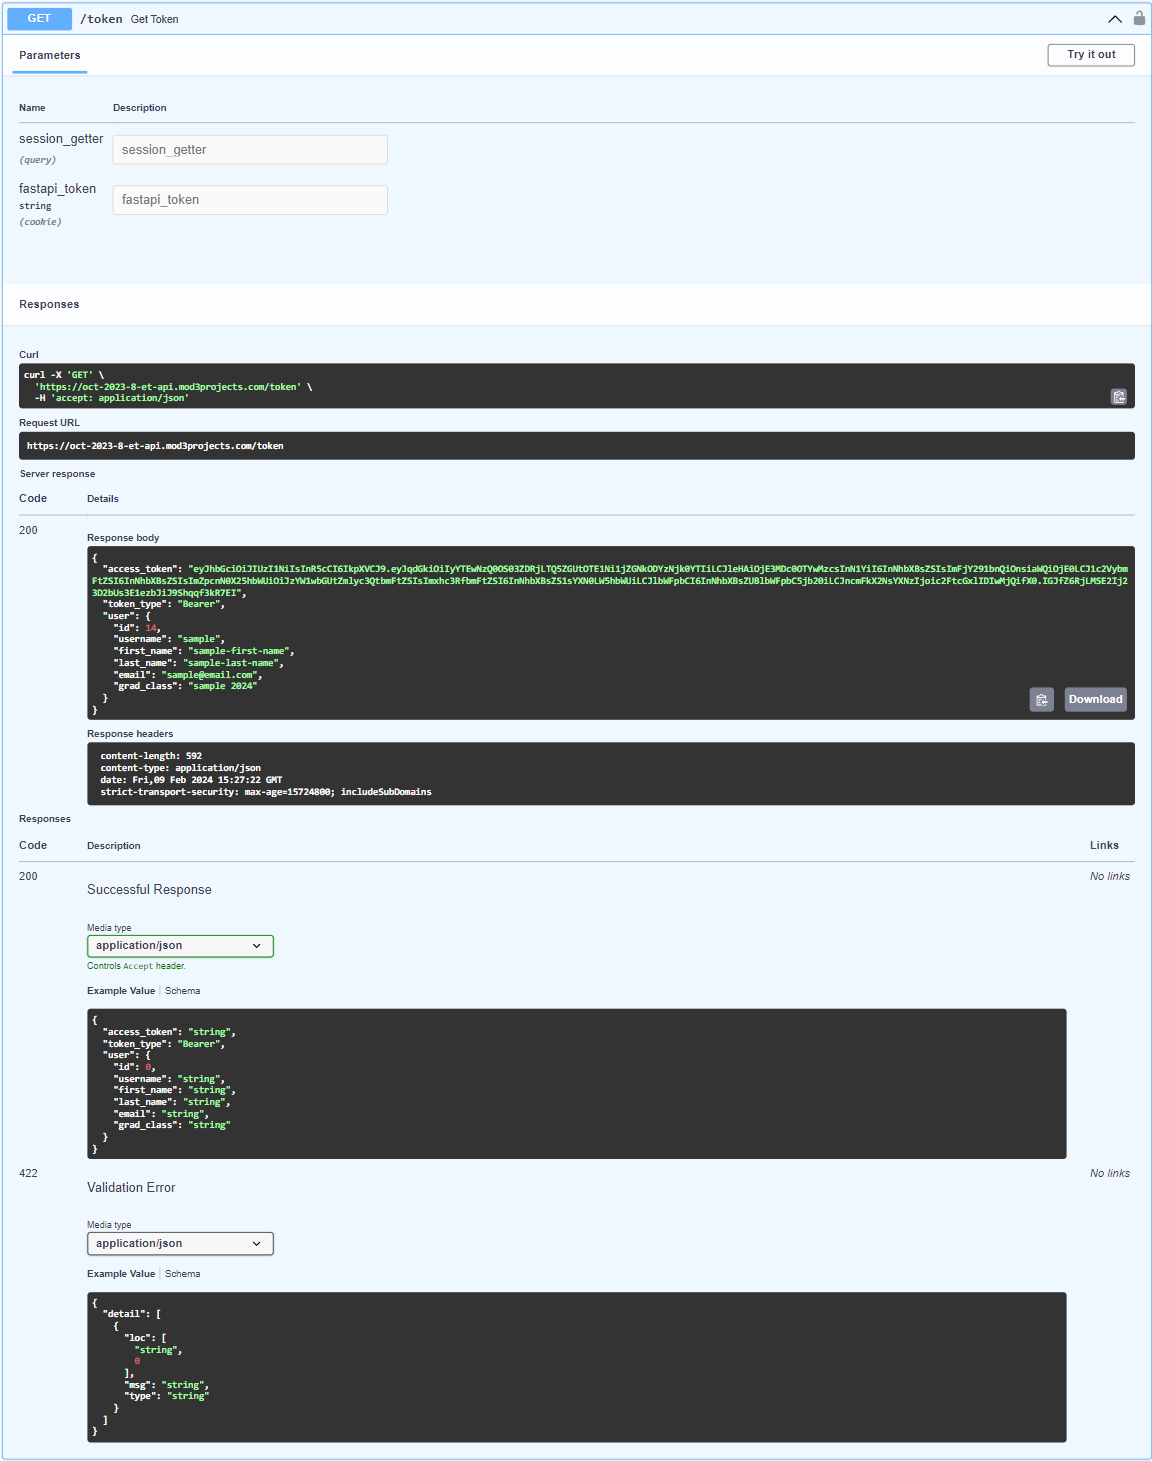 GET /token Get Token
Parameters
Try it out
Name Description
session_getter session_getter
(query)
fastapi_token fastapi_token
string
(cookie)
Responses
Curl
curl -X 'GET' \
'https://oct-2023-8-et-api.mod3projects.com/token' \
-H 'accept: application/json'
Request URL
https://oct-2023-8-et-api.mod3projects.com/token
Server response
Code Details
200
Response body
{
"access_token":
"token_type": "Bearer",
"user": {
"id": 14,
"username": "sample",
"first_name": "sample-first-name",
"last_name": "sample-last-name",
"email": "sample@email.com",
"grad_class": "sample 2024"
}
}
Download
Response headers
content-length: 592
content-type: application/json
date: Fri,09 Feb 2024 15:27:22 GMT
strict-transport-security: max-age=15724800; includeSubDomains
Responses
Code Description Links
200 No links
Successful Response
Media type
application/json
Controls Accept header.
Example Value Schema
{
"access_token": "string",
"token_type": "Bearer",
"user": {
"id": 0,
"username": "string",
"first_name": "string",
"last_name": "string",
"email": "string",
"grad_class": "string"
}
}
422 No links
Validation Error
Media type
application/json
Example Value Schema
{
"detail": [
{
"loc": [
"string",
0
],
"msg": "string",
"type": "string"
}
]
}